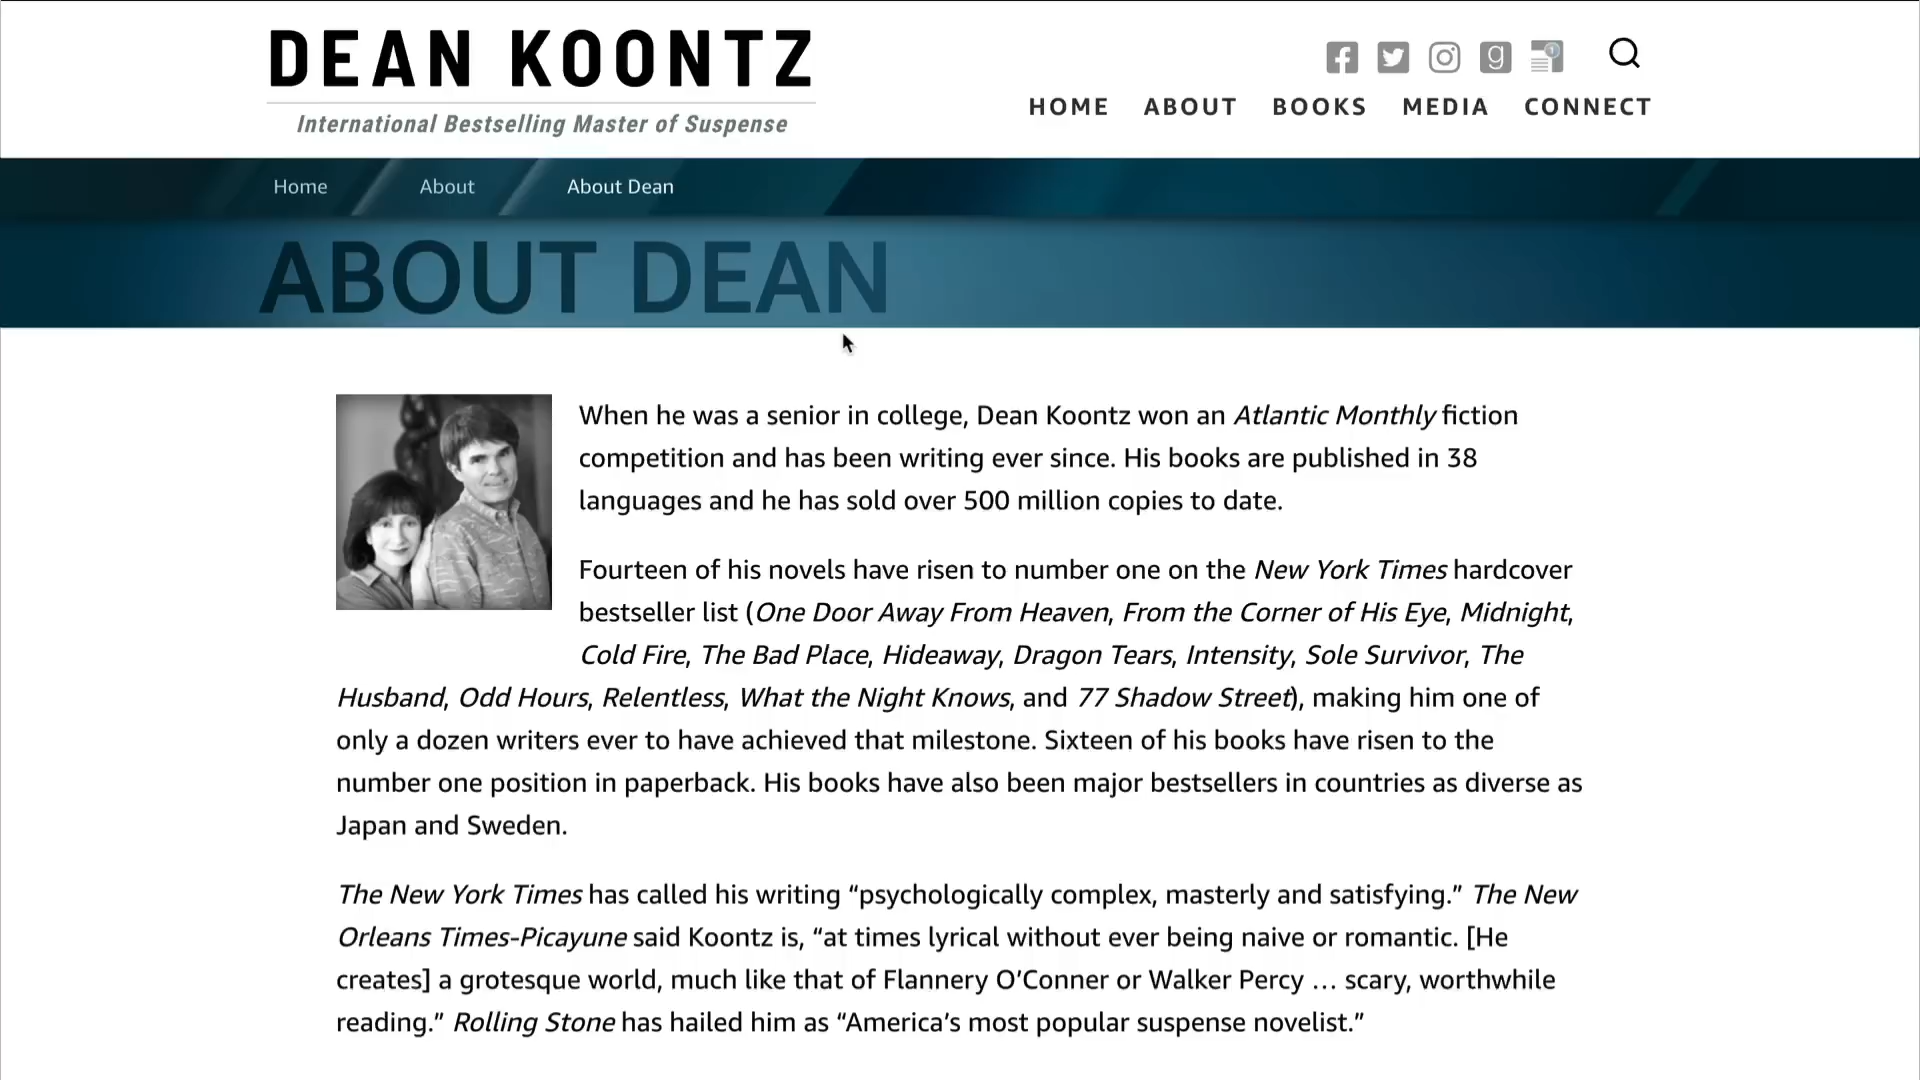 DEAN KOONTZ
International Bestselling Master of Suspense
HOME ABOUT BOOKS MEDIA CONNECT
Home About About Dean
ABOUT DEAN
When he was a senior in college, Dean Koontz won an Atlantic Monthly fiction
competition and has been writing ever since. His books are published in 38
languages and he has sold over 500 million copies to date.
Fourteen of his novels have risen to number one on the New York Times hardcover
bestseller list (One Door Away From Heaven, From the Corner of His Eye, Midnight,
Cold Fire, The Bad Place, Hideaway, Dragon Tears, Intensity, Sole Survivor, The
Husband, Odd Hours, Relentless, What the Night Knows, and 77 Shadow Street), making him one of
only a dozen writers ever to have achieved that milestone. Sixteen of his books have risen to the
number one position in paperback. His books have also been major bestsellers in countries as diverse as
Japan and Sweden.
The New York Times has called his writing “psychologically complex, masterly and satisfying.” The New
Orleans Times-Picayune said Koontz is, “at times lyrical without ever being naive or romantic. [He
creates] a grotesque world, much like that of Flannery O’Conner or Walker Percy … scary, worthwhile
reading.” Rolling Stone has hailed him as “America’s most popular suspense novelist.”